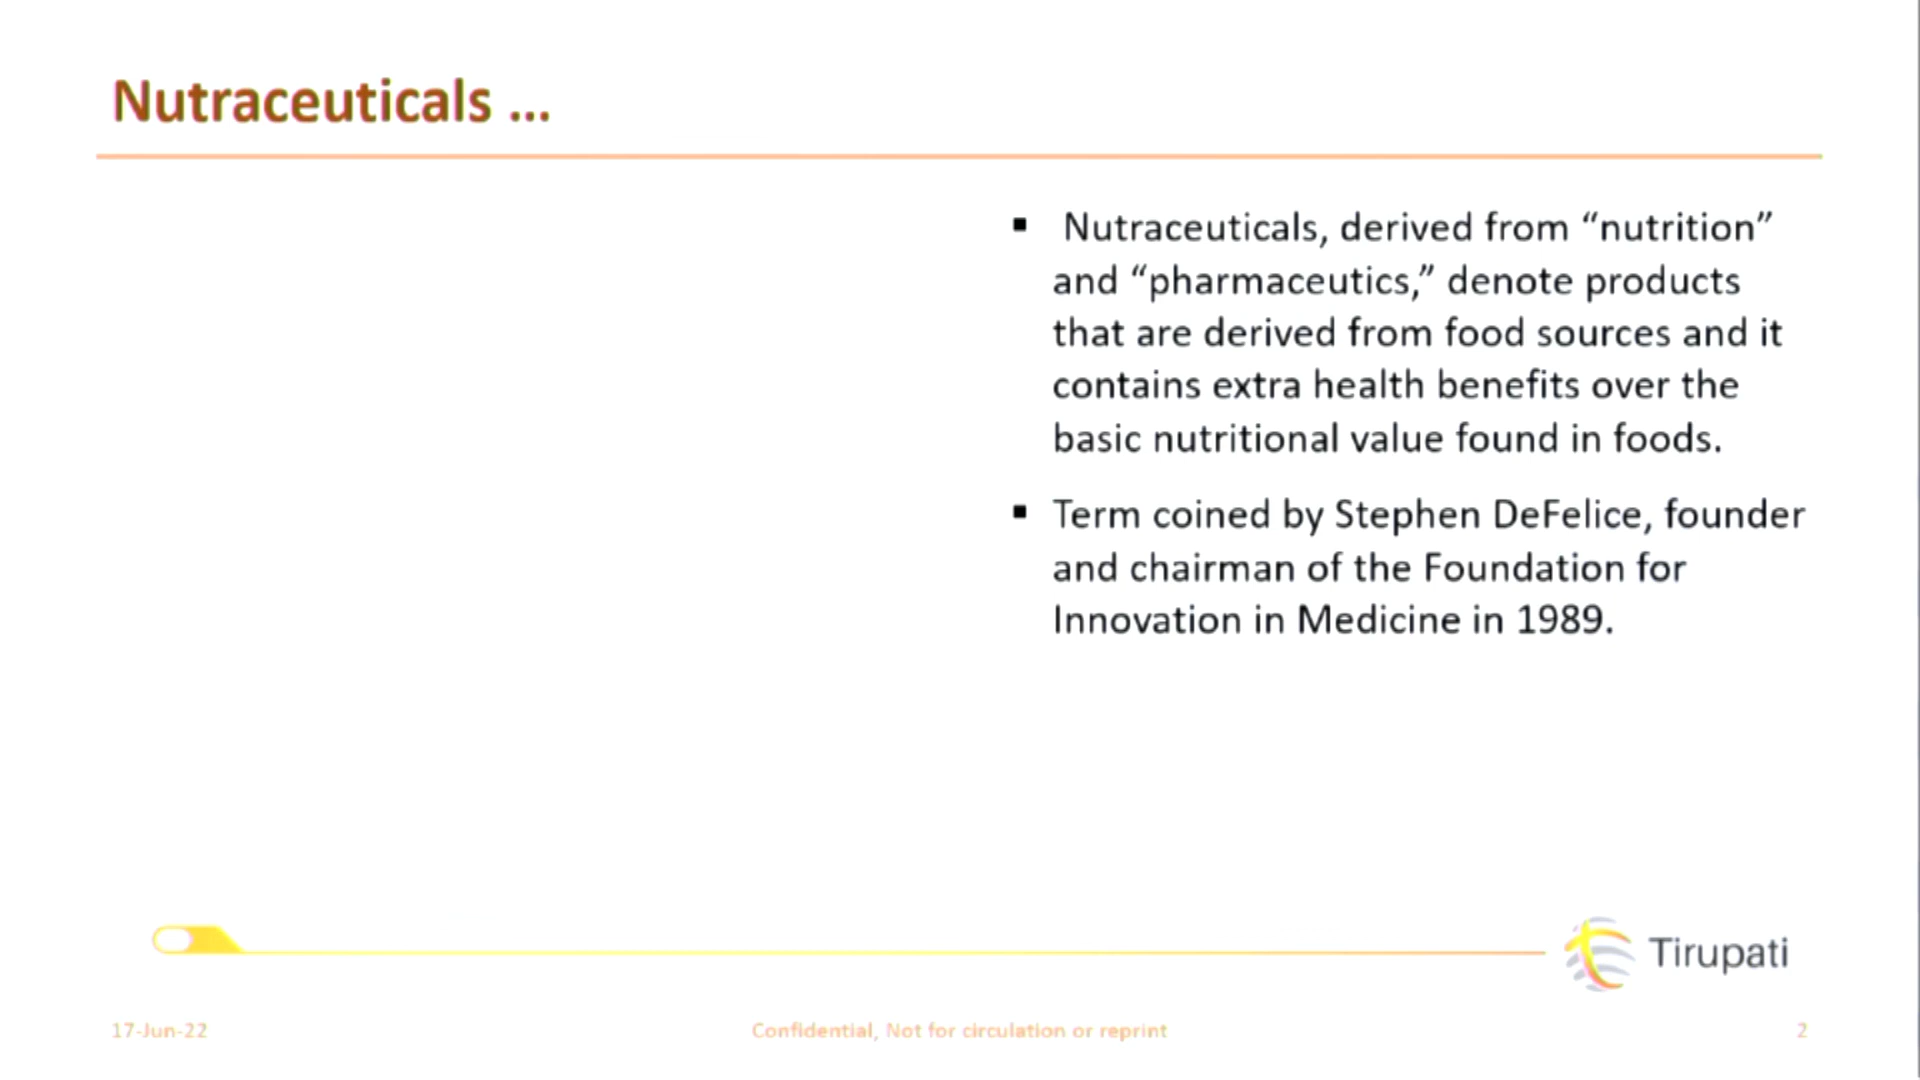 Nutraceuticals ...
▪ Nutraceuticals, derived from “nutrition”
and “pharmaceutics,” denote products
that are derived from food sources and it
contains extra health benefits over the
basic nutritional value found in foods.
▪ Term coined by Stephen DeFelice, founder
and chairman of the Foundation for
Innovation in Medicine in 1989.
Tirupati
17-Jun-22
Confidential, Not for circulation or reprint
2